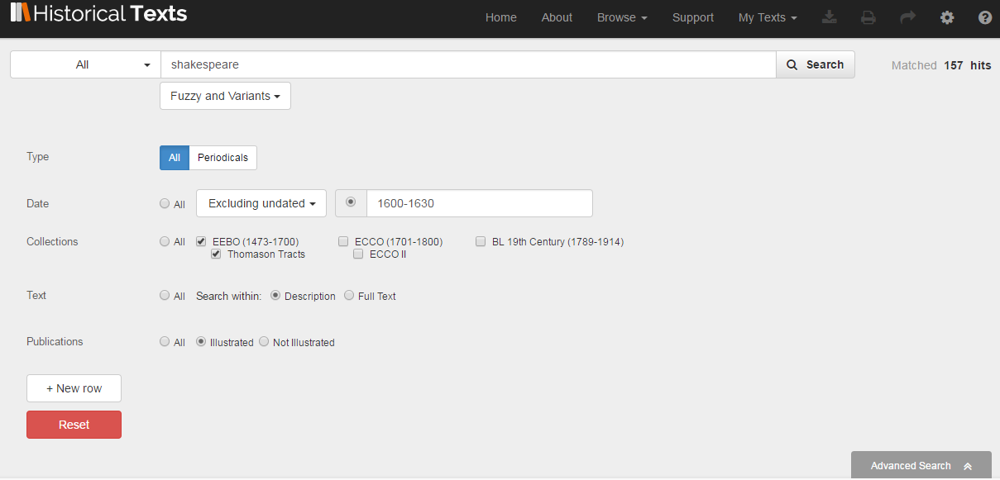 Historical Texts Home About Browse Support My Texts
All shakespeare Search Matched 157 hits
Fuzzy and Variants
Type All Periodicals
Date All Excluding undated 1600-1630
Collections All EEBO (1473-1700) ECCO (1701-1800) BL 19th Century (1789-1914)
Thomason Tracts ECCO II
Text All Search within: Description Full Text
Publications All Illustrated Not Illustrated
+ New row
Reset
Advanced Search